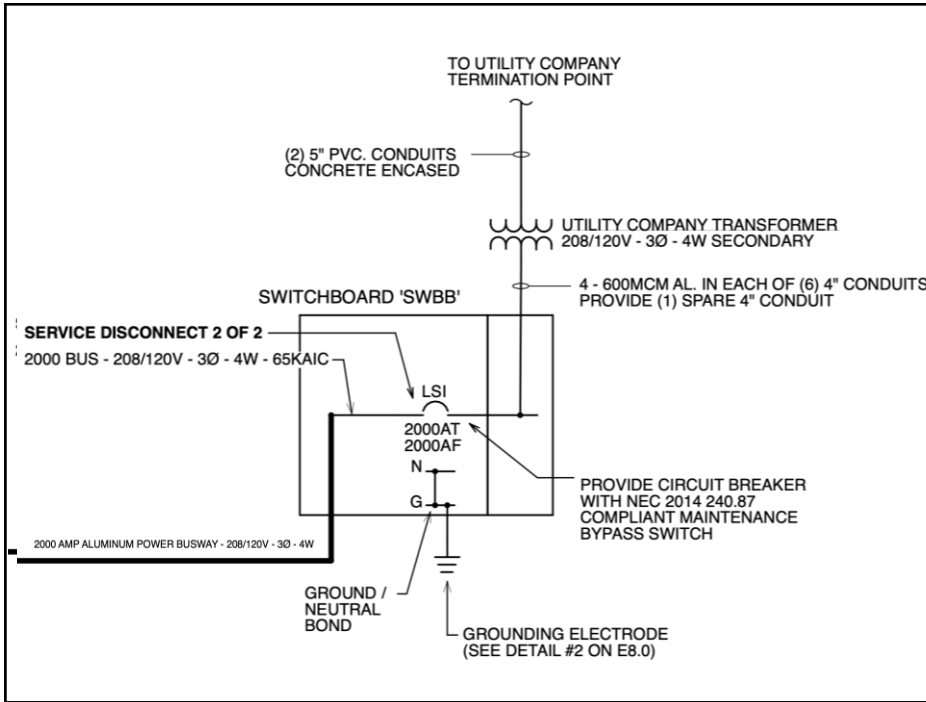 TO UTILITY COMPANY
TERMINATION POINT
(2) 5" PVC. CONDUITS
CONCRETE ENCASED
UTILITY COMPANY TRANSFORMER
208/120V - 3Ø - 4W SECONDARY
4 - 600MCM AL. IN EACH OF (6) 4" CONDUITS
PROVIDE (1) SPARE 4" CONDUIT
SWITCHBOARD 'SWBB'
SERVICE DISCONNECT 2 OF 2
2000 BUS - 208/120V - 3Ø - 4W - 65KAIC
LSI
2000AT
2000AF
N
G
PROVIDE CIRCUIT BREAKER
WITH NEC 2014 240.87
COMPLIANT MAINTENANCE
BYPASS SWITCH
2000 AMP ALUMINUM POWER BUSWAY - 208/120V - 3Ø - 4W
GROUND /
NEUTRAL
BOND
GROUNDING ELECTRODE
(SEE DETAIL #2 ON E8.0)